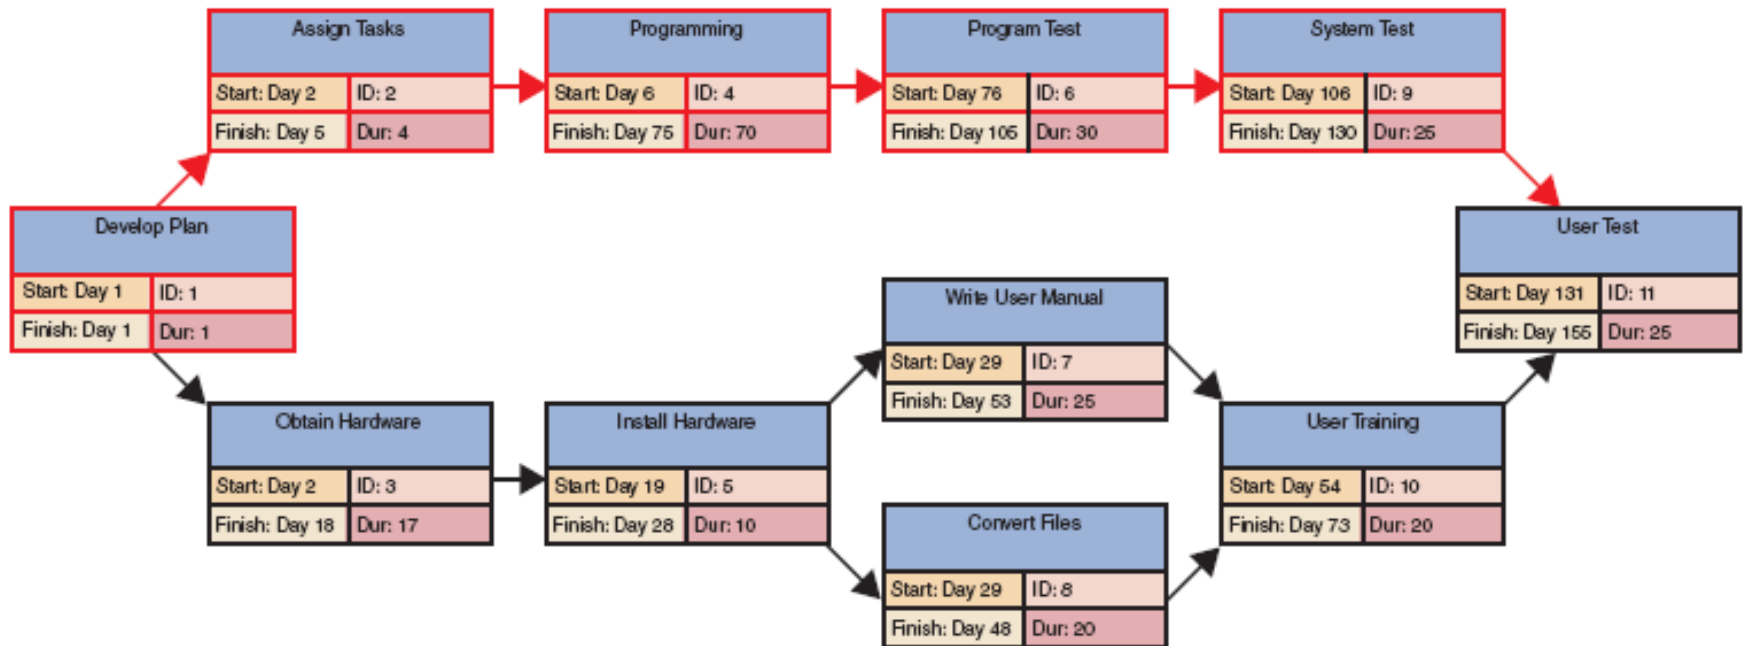 Assign Tasks
Start: Day 2 ID: 2
Finish: Day 5 Dur: 4
Programming
Start: Day 6 ID: 4
Finish: Day 75 Dur: 70
Program Test
Start: Day 76 ID: 6
Finish: Day 105 Dur: 30
System Test
Start: Day 106 ID: 9
Finish: Day 130 Dur: 25
Develop Plan
Start: Day 1 ID: 1
Finish: Day 1 Dur: 1
User Test
Start: Day 131 ID: 11
Finish: Day 155 Dur: 25
Write User Manual
Start: Day 29 ID: 7
Finish: Day 53 Dur: 25
Obtain Hardware
Start: Day 2 ID: 3
Finish: Day 18 Dur: 17
Install Hardware
Start: Day 19 ID: 5
Finish: Day 28 Dur: 10
User Training
Start: Day 54 ID: 10
Finish: Day 73 Dur: 20
Convert Files
Start: Day 29 ID: 8
Finish: Day 48 Dur: 20